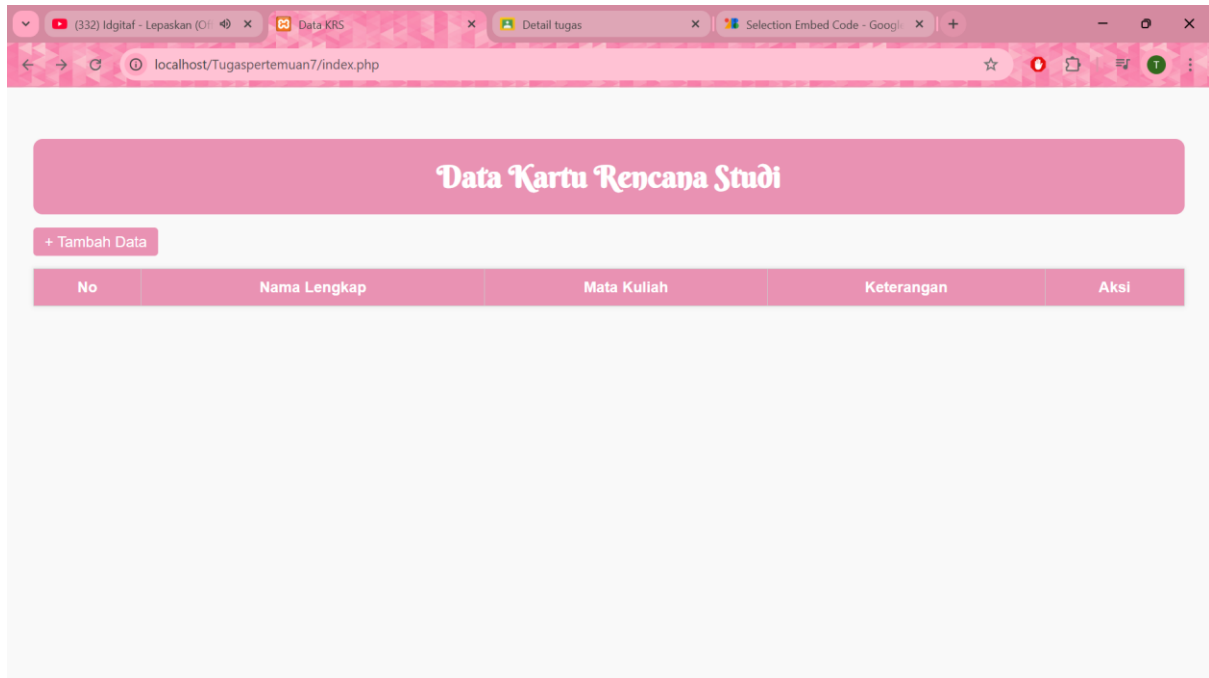 (332) Idgitaf - Lepaskan (Of
Data KRS
Detail tugas
Selection Embed Code - Googl
localhost/Tugaspertemuan7/index.php
T
Data Kartu Rencana Studi
+ Tambah Data
No Nama Lengkap Mata Kuliah Keterangan Aksi